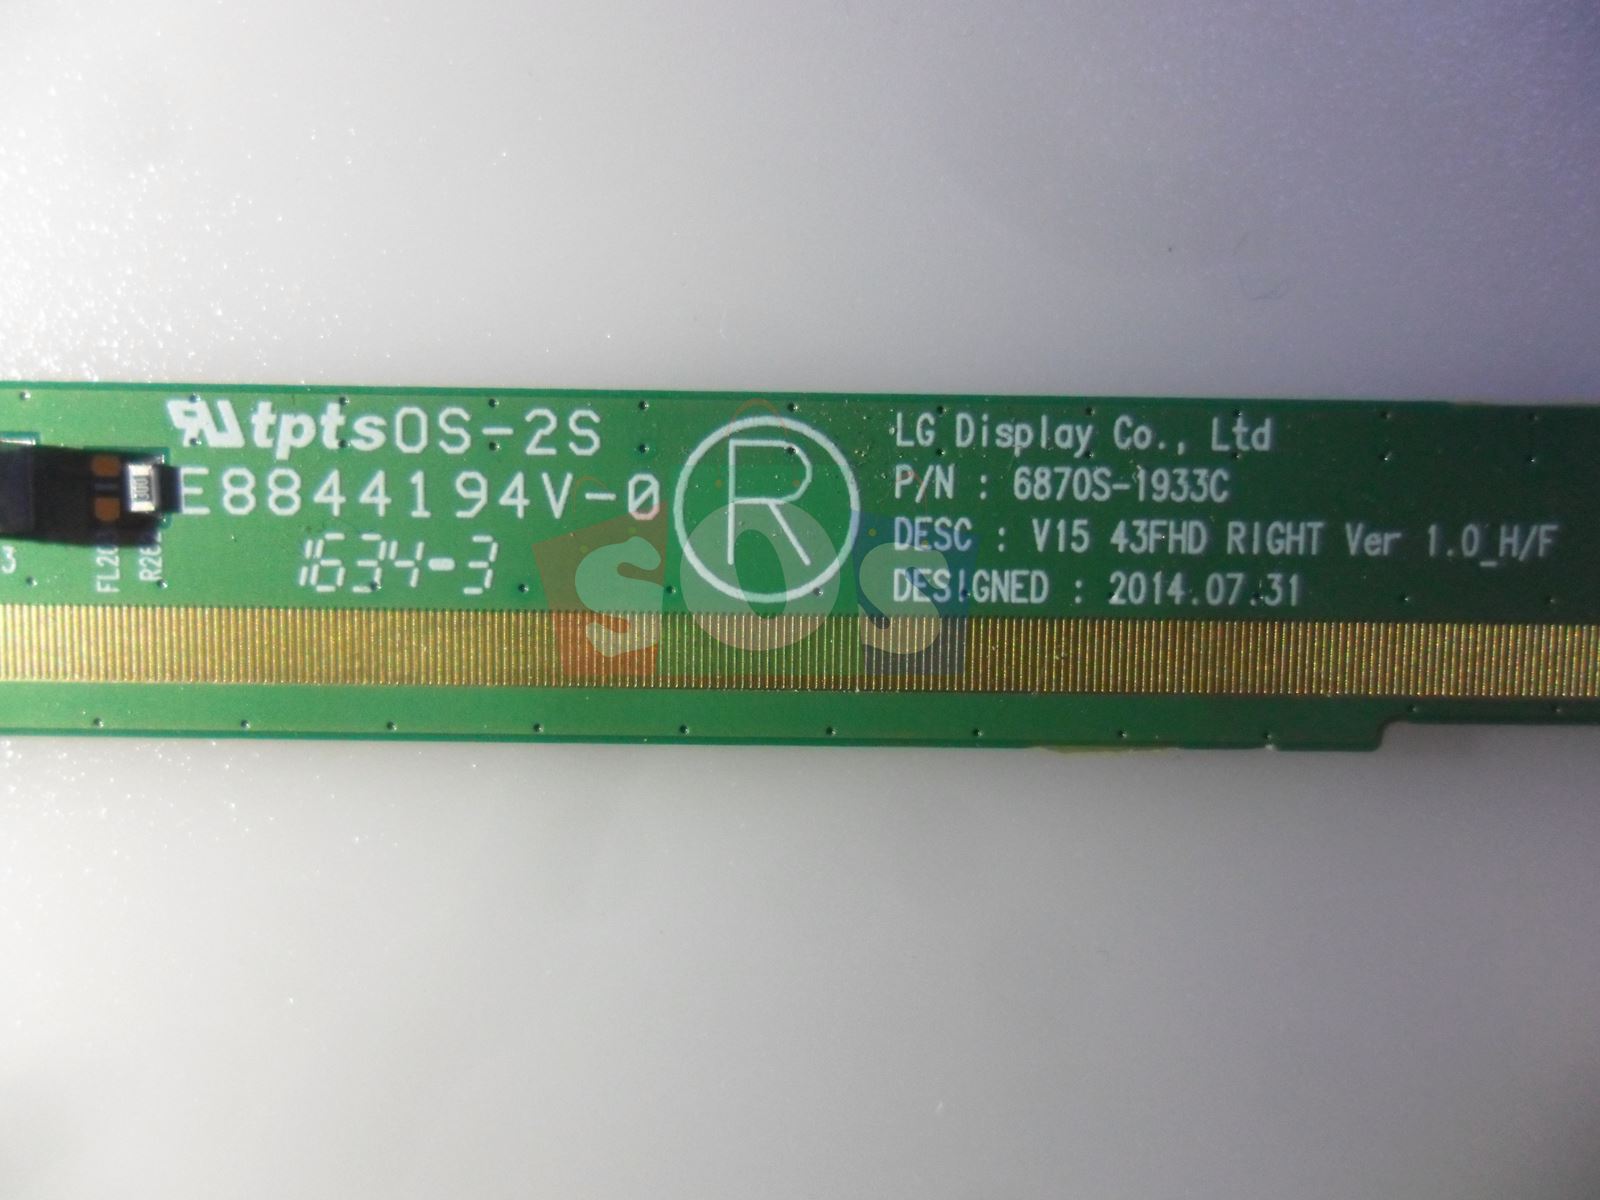 tptsOS-2S
E8844194V-0
1634-3
R
LG Display Co., Ltd
P/N : 6870S-1933C
DESC : V15 43FHD RIGHT Ver 1.0_H/F
DESIGNED : 2014.07.31
SOS